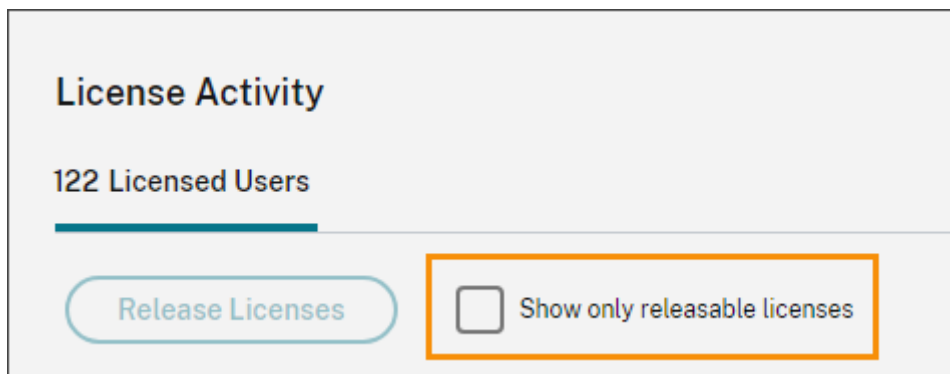 License Activity
122 Licensed Users
Release Licenses
Show only releasable licenses